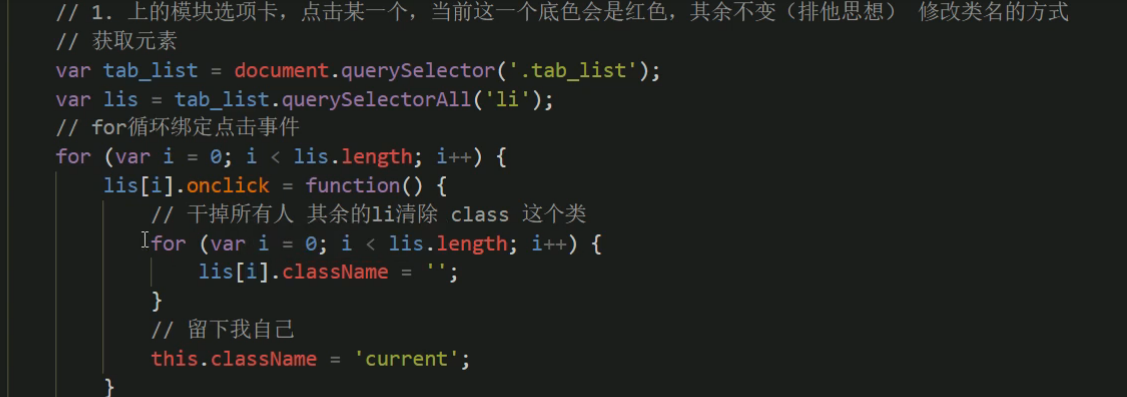 // 1. 上的模块选项卡，点击某一个，当前这一个底色会是红色，其余不变（排他思想） 修改类名的方式
// 获取元素
var tab_list = document.querySelector('.tab_list');
var lis = tab_list.querySelectorAll('li');
// for循环绑定点击事件
for (var i = 0; i < lis.length; i++) {
lis[i].onclick = function() {
// 干掉所有人 其余的li清除 class 这个类
for (var i = 0; i < lis.length; i++) {
lis[i].className = '';
}
// 留下我自己
this.className = 'current';
}